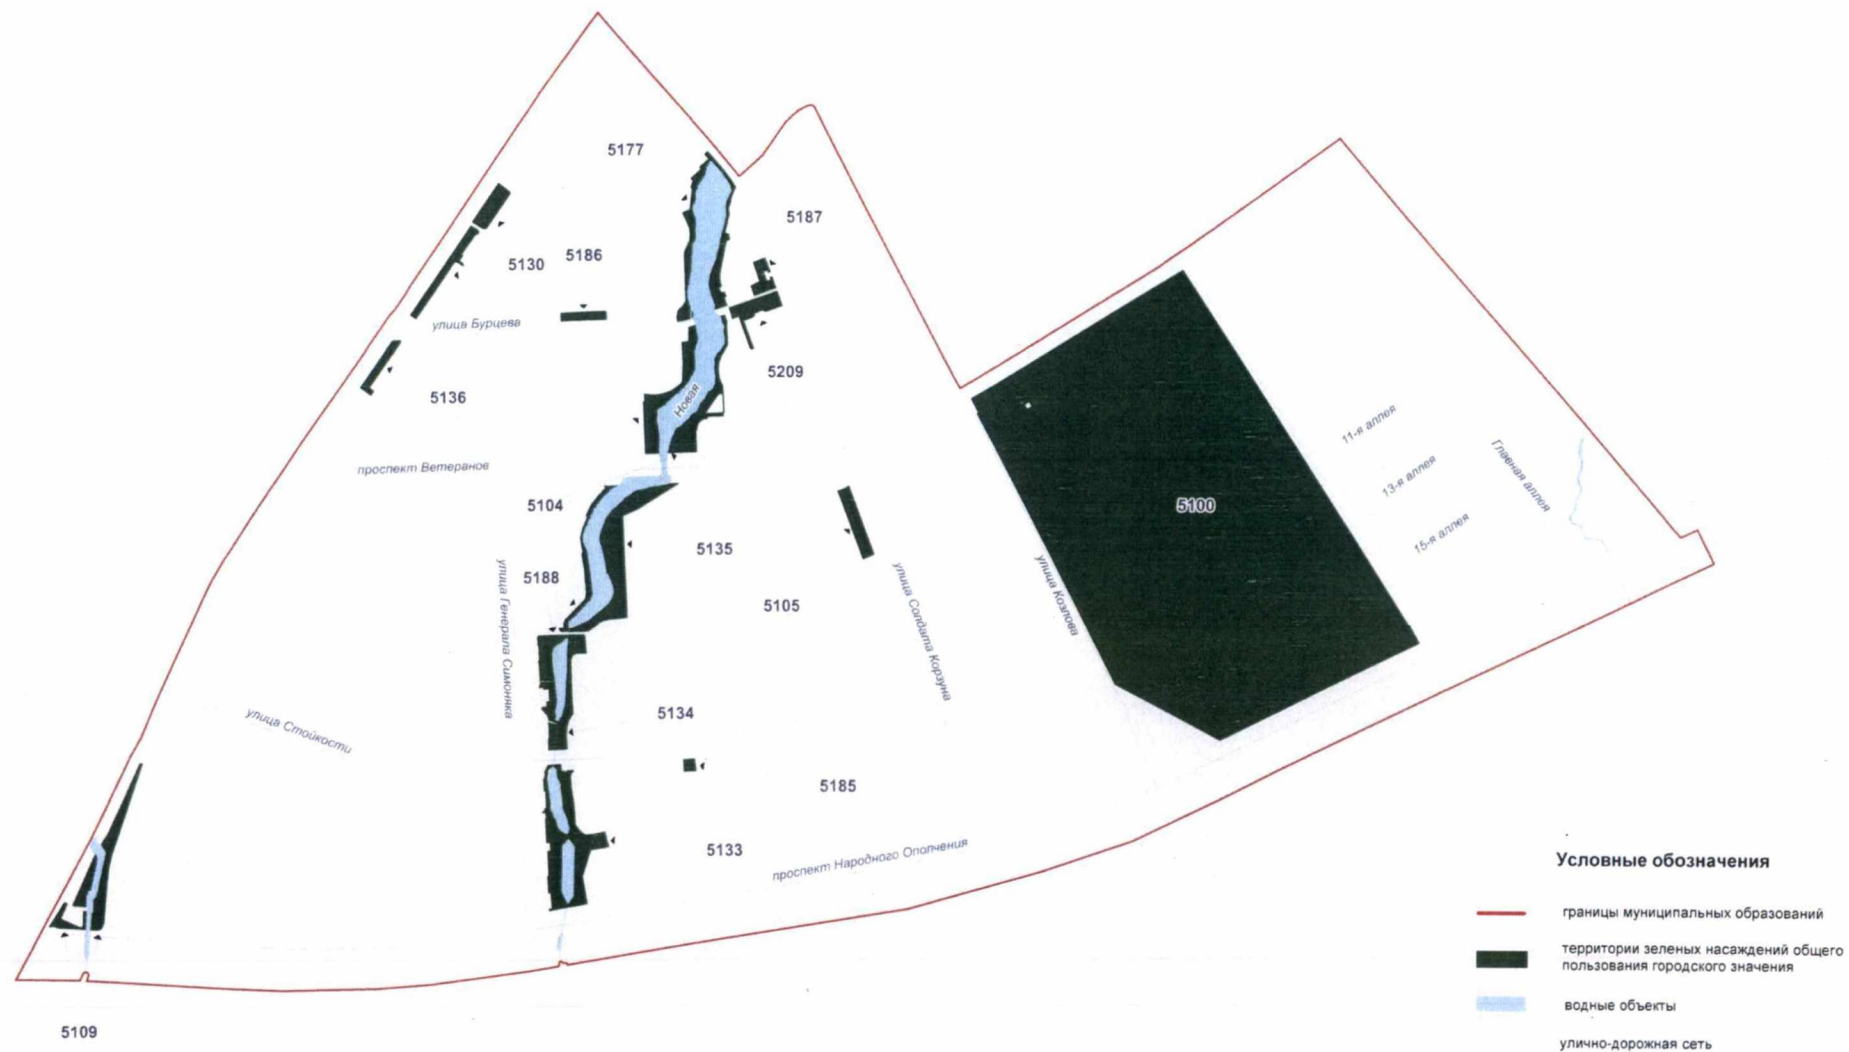 5177
5187
5130
5186
улица Бурцева
5209
5136
Новая
проспект Ветеранов
5104
5135
5188
5105
улица Генерала Симоняка
улица Солдата Корзуна
улица Козлова
5100
11-я аллея
13-я аллея
15-я аллея
Главная аллея
улица Стойкости
5134
5185
5133
проспект Народного Ополчения
5109
Условные обозначения
границы муниципальных образований
территории зеленых насаждений общего
пользования городского значения
водные объекты
улично-дорожная сеть